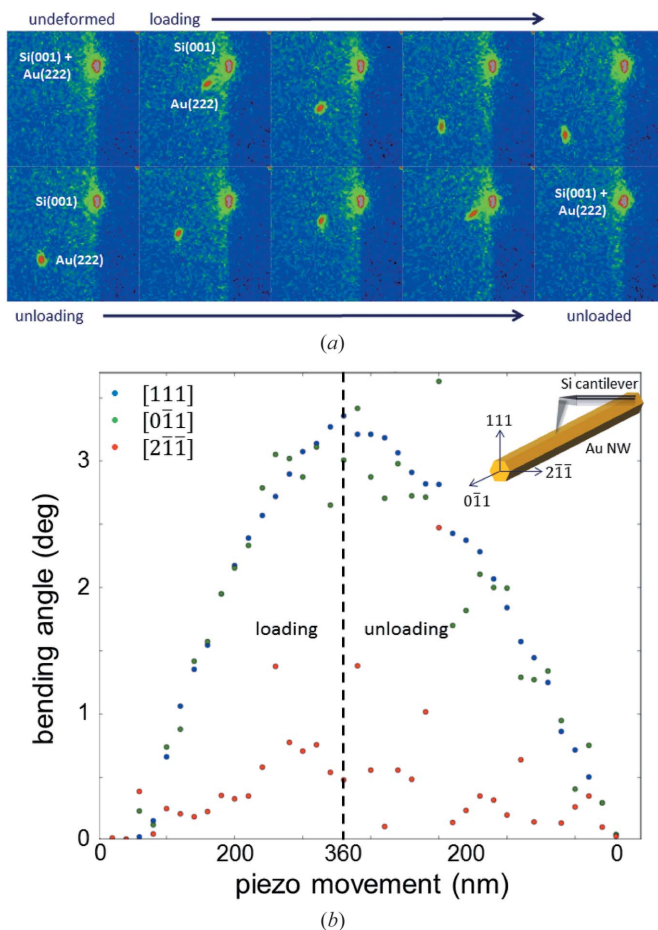 undeformed loading
Si(001) + Au(222)
Si(001)
Au(222)
Si(001)
Au(222)
Si(001) + Au(222)
unloading unloaded
(a)
[111]
[01̅1]
[21̅1̅]
Si cantilever
111
Au NW
21̅1̅
01̅1
3
2
1
0
bending angle (deg)
loading unloading
0 200 360 200 0
piezo movement (nm)
(b)